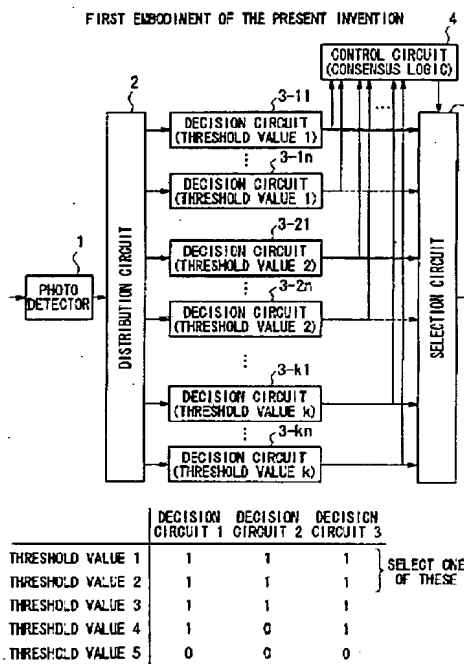 FIRST EMBODIMENT OF THE PRESENT INVENTION
4
CONTROL CIRCUIT
(CONSENSUS LOGIC)
2
3-11
DECISION CIRCUIT
(THRESHOLD VALUE 1)
3-1n
DECISION CIRCUIT
(THRESHOLD VALUE 1)
3-21
DECISION CIRCUIT
(THRESHOLD VALUE 2)
3-2n
DECISION CIRCUIT
(THRESHOLD VALUE 2)
3-k1
DECISION CIRCUIT
(THRESHOLD VALUE k)
3-kn
DECISION CIRCUIT
(THRESHOLD VALUE k)
1
PHOTO
DETECTOR
DISTRIBUTION CIRCUIT
SELECTION CIRCUIT
DECISION DECISION DECISION
CIRCUIT 1 CIRCUIT 2 CIRCUIT 3
THRESHOLD VALUE 1 1 1 1
THRESHOLD VALUE 2 1 1 1
SELECT ONE
OF THESE
THRESHOLD VALUE 3 1 1 1
THRESHOLD VALUE 4 1 0 1
THRESHOLD VALUE 5 0 0 0